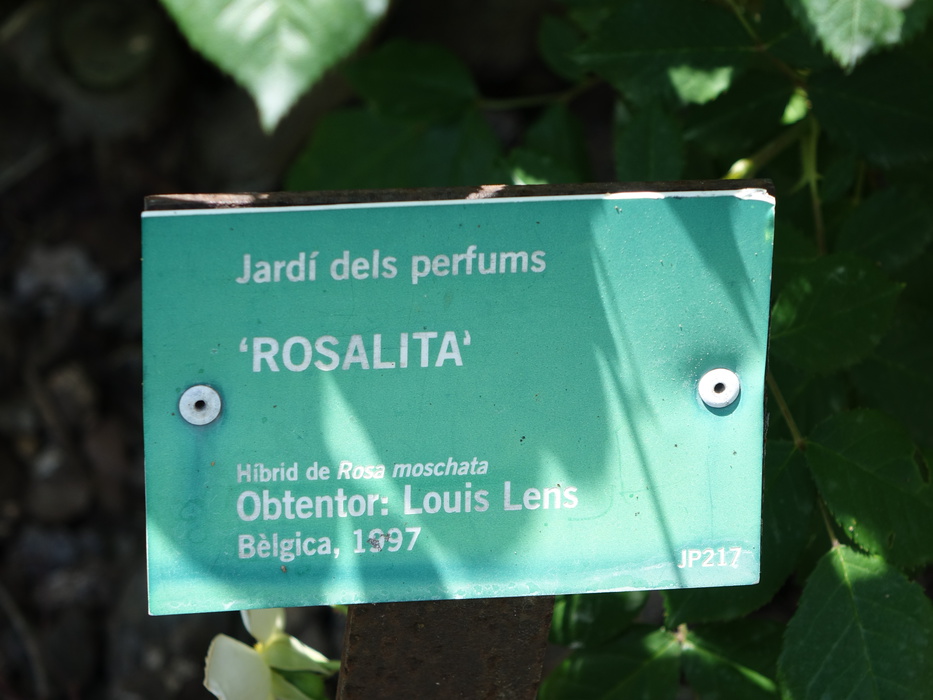 Jardí dels perfums
‘ROSALITA’
Híbrid de Rosa moschata
Obtentor: Louis Lens
Bèlgica, 1997
JP217